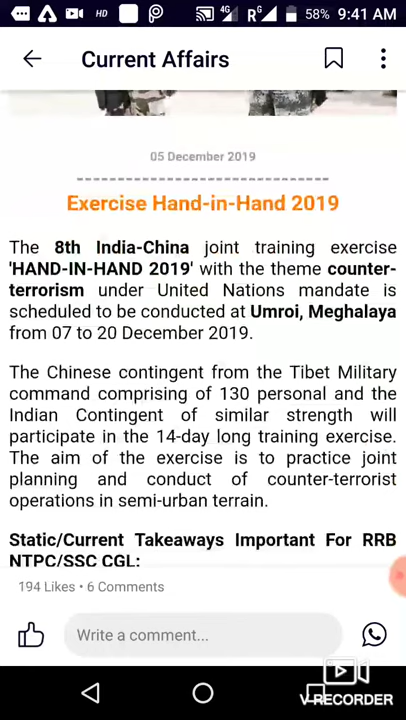 HD 4G R G 58% 9:41 AM
Current Affairs
05 December 2019
------------------------------
Exercise Hand-in-Hand 2019
The 8th India-China joint training exercise
'HAND-IN-HAND 2019' with the theme counter-
terrorism under United Nations mandate is
scheduled to be conducted at Umroi, Meghalaya
from 07 to 20 December 2019.
The Chinese contingent from the Tibet Military
command comprising of 130 personal and the
Indian Contingent of similar strength will
participate in the 14-day long training exercise.
The aim of the exercise is to practice joint
planning and conduct of counter-terrorist
operations in semi-urban terrain.
Static/Current Takeaways Important For RRB
NTPC/SSC CGL:
194 Likes • 6 Comments
Write a comment...
V RECORDER